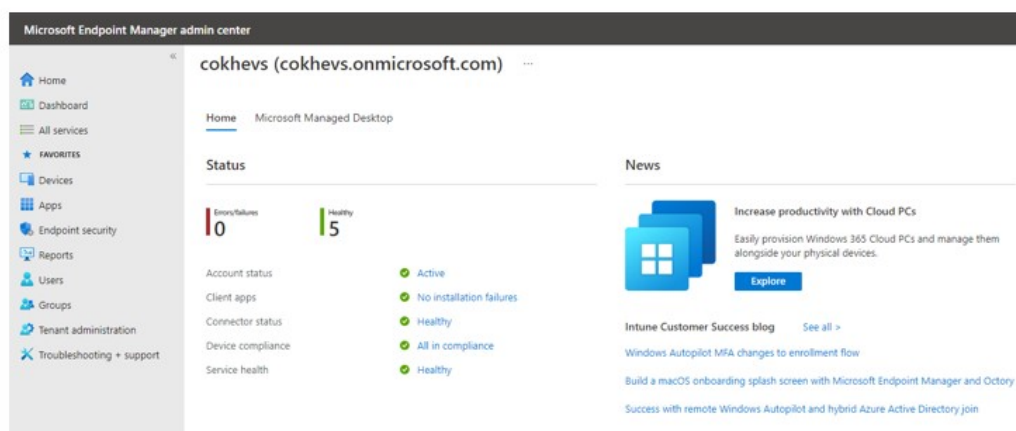 Microsoft Endpoint Manager admin center
«
Home
Dashboard
All services
FAVORITES
Devices
Apps
Endpoint security
Reports
Users
Groups
Tenant administration
Troubleshooting + support
cokhevs (cokhevs.onmicrosoft.com) ...
Home Microsoft Managed Desktop
Status
Errors/failures
0
Healthy
5
Account status Active
Client apps No installation failures
Connector status Healthy
Device compliance All in compliance
Service health Healthy
News
Increase productivity with Cloud PCs
Easily provision Windows 365 Cloud PCs and manage them
alongside your physical devices.
Explore
Intune Customer Success blog See all >
Windows Autopilot MFA changes to enrollment flow
Build a macOS onboarding splash screen with Microsoft Endpoint Manager and Octory
Success with remote Windows Autopilot and hybrid Azure Active Directory join